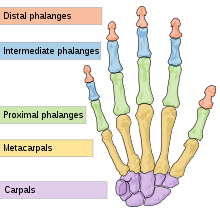 Distal phalanges
Intermediate phalanges
Proximal phalanges
Metacarpals
Carpals